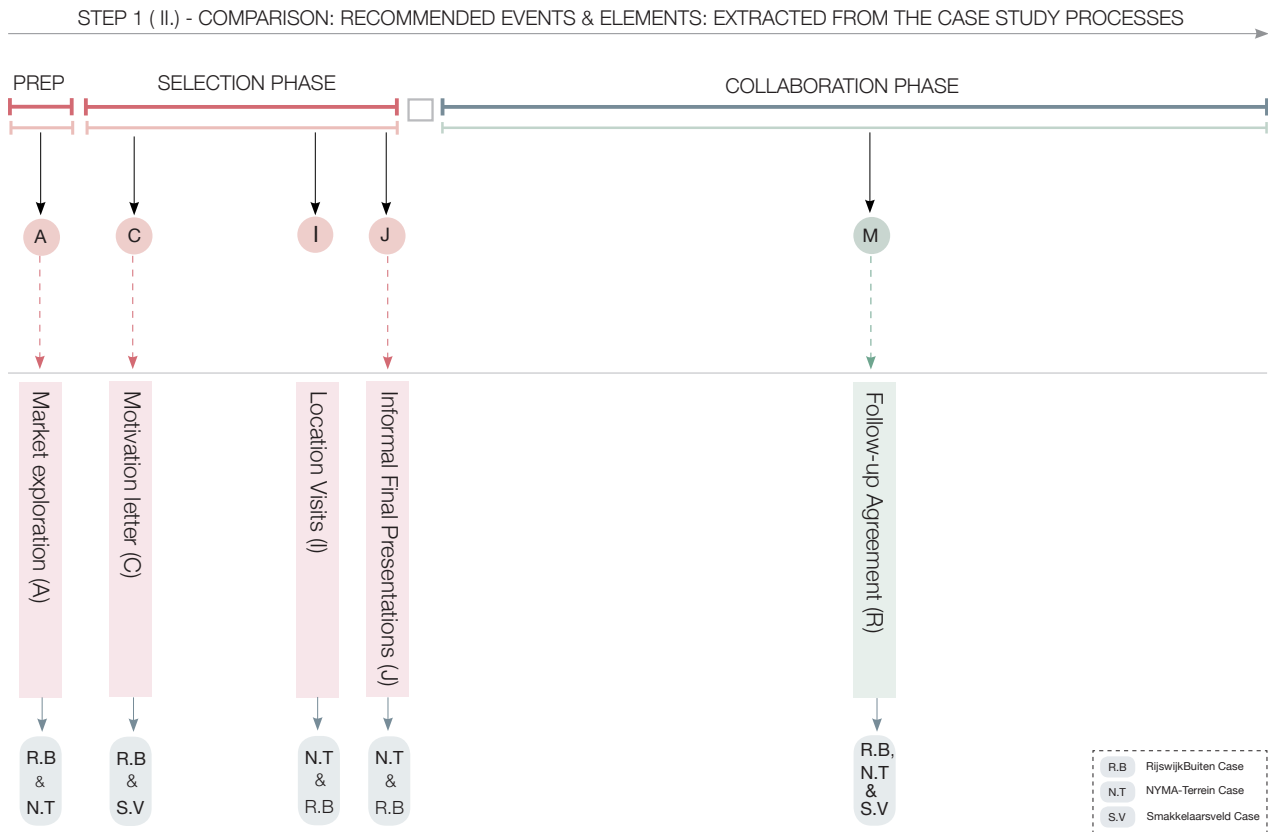 STEP 1 ( II.) - COMPARISON: RECOMMENDED EVENTS & ELEMENTS: EXTRACTED FROM THE CASE STUDY PROCESSES
PREP
SELECTION PHASE
COLLABORATION PHASE
A
C
I
J
M
Market exploration (A)
Motivation letter (C)
Location Visits (I)
Informal Final Presentations (J)
Follow-up Agreement (R)
R.B
&
N.T
R.B
&
S.V
N.T
&
R.B
N.T
&
R.B
R.B,
N.T
&
S.V
R.B RijswijkBuiten Case
N.T NYMA-Terrein Case
S.V Smakkelaarsveld Case